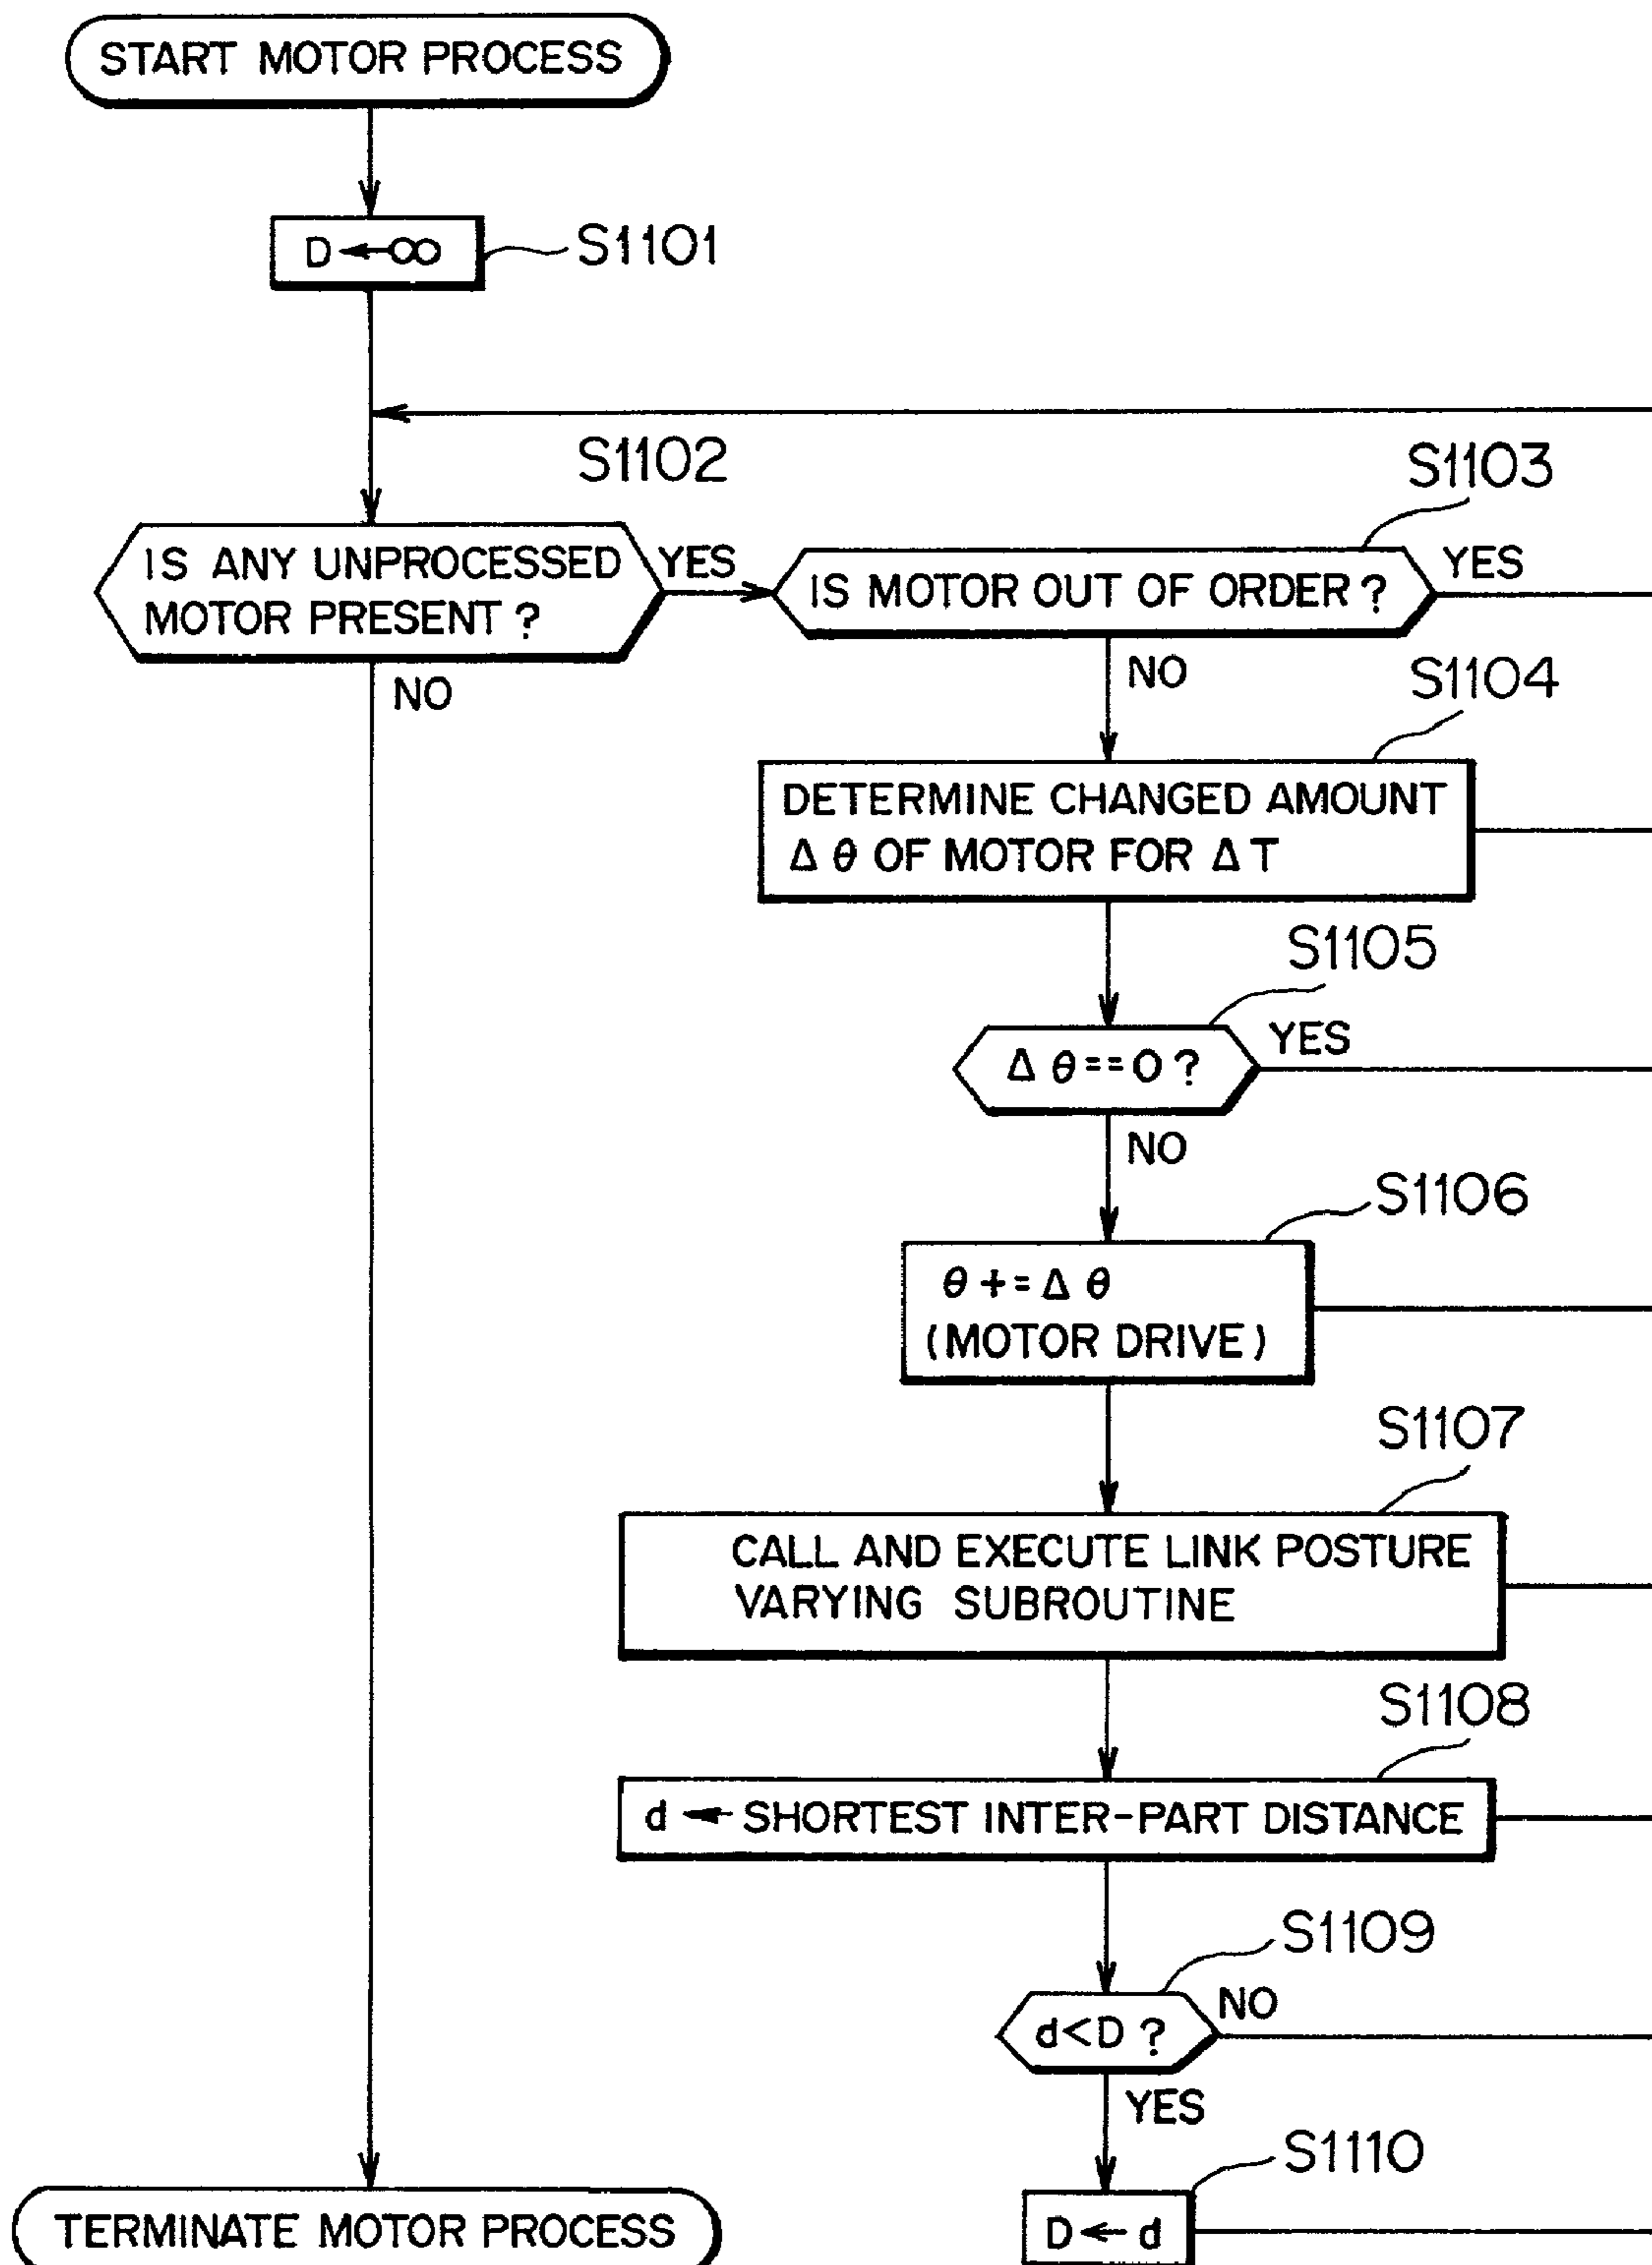 START MOTOR PROCESS
D ←∞
S1101
S1102
S1103
IS ANY UNPROCESSED
MOTOR PRESENT ?
YES
IS MOTOR OUT OF ORDER ?
YES
NO
NO
S1104
DETERMINE CHANGED AMOUNT
Δ θ OF MOTOR FOR Δ T
S1105
Δ θ == 0 ?
YES
NO
S1106
θ += Δ θ
(MOTOR DRIVE)
S1107
CALL AND EXECUTE LINK POSTURE
VARYING SUBROUTINE
S1108
d ← SHORTEST INTER-PART DISTANCE
S1109
d<D ?
NO
YES
S1110
D ← d
TERMINATE MOTOR PROCESS